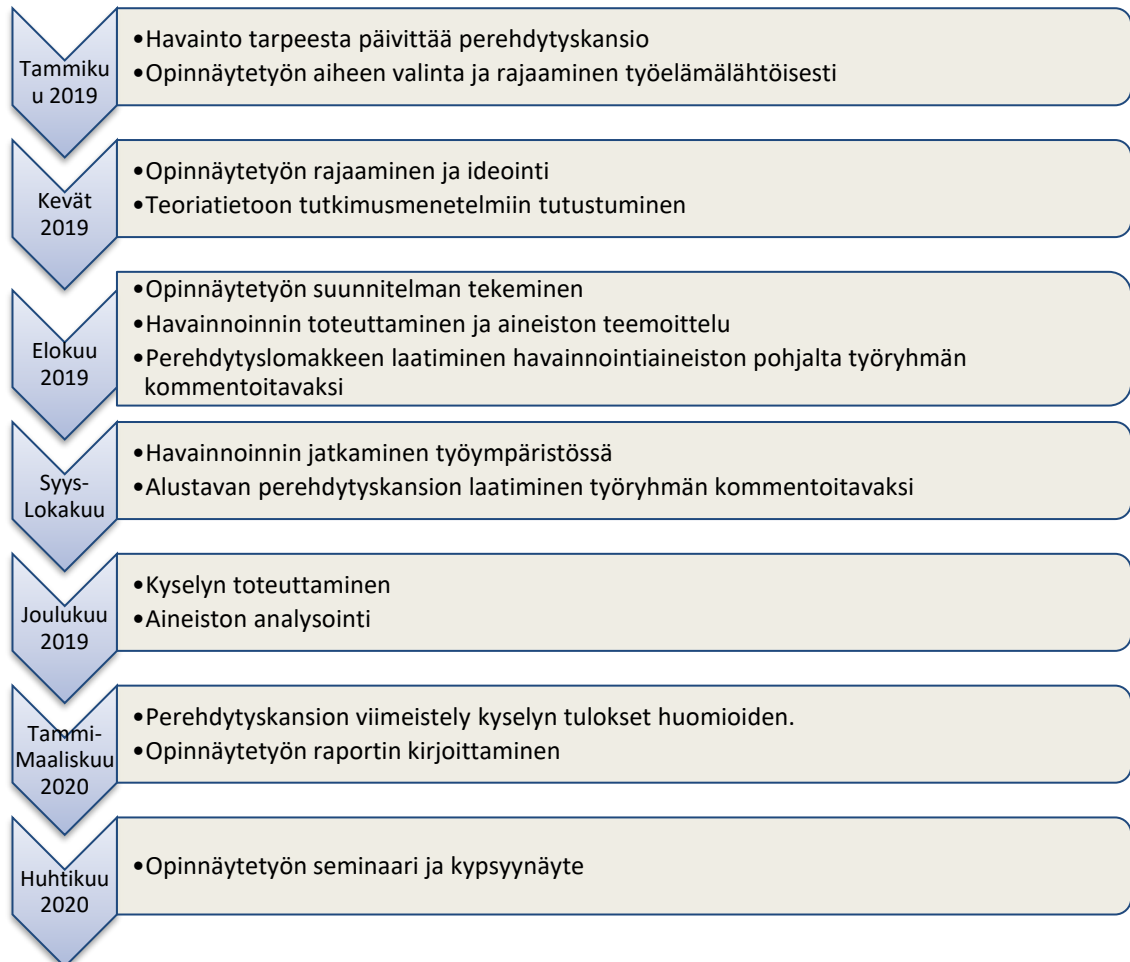 Tammiku
u 2019
•Havainto tarpeesta päivittää perehdytyskansio
•Opinnäytetyön aiheen valinta ja rajaaminen työelämälähtöisesti
Kevät
2019
•Opinnäytetyön rajaaminen ja ideointi
•Teoriatietoon tutkimusmenetelmiin tutustuminen
Elokuu
2019
•Opinnäytetyön suunnitelman tekeminen
•Havainnoinnin toteuttaminen ja aineiston teemoittelu
•Perehdytyslomakkeen laatiminen havainnointiaineiston pohjalta työryhmän
kommentoitavaksi
Syys-
Lokakuu
•Havainnoinnin jatkaminen työympäristössä
•Alustavan perehdytyskansion laatiminen työryhmän kommentoitavaksi
Joulukuu
2019
•Kyselyn toteuttaminen
•Aineiston analysointi
Tammi-
Maaliskuu
2020
•Perehdytyskansion viimeistely kyselyn tulokset huomioiden.
•Opinnäytetyön raportin kirjoittaminen
Huhtikuu
2020
•Opinnäytetyön seminaari ja kypsyynäyte